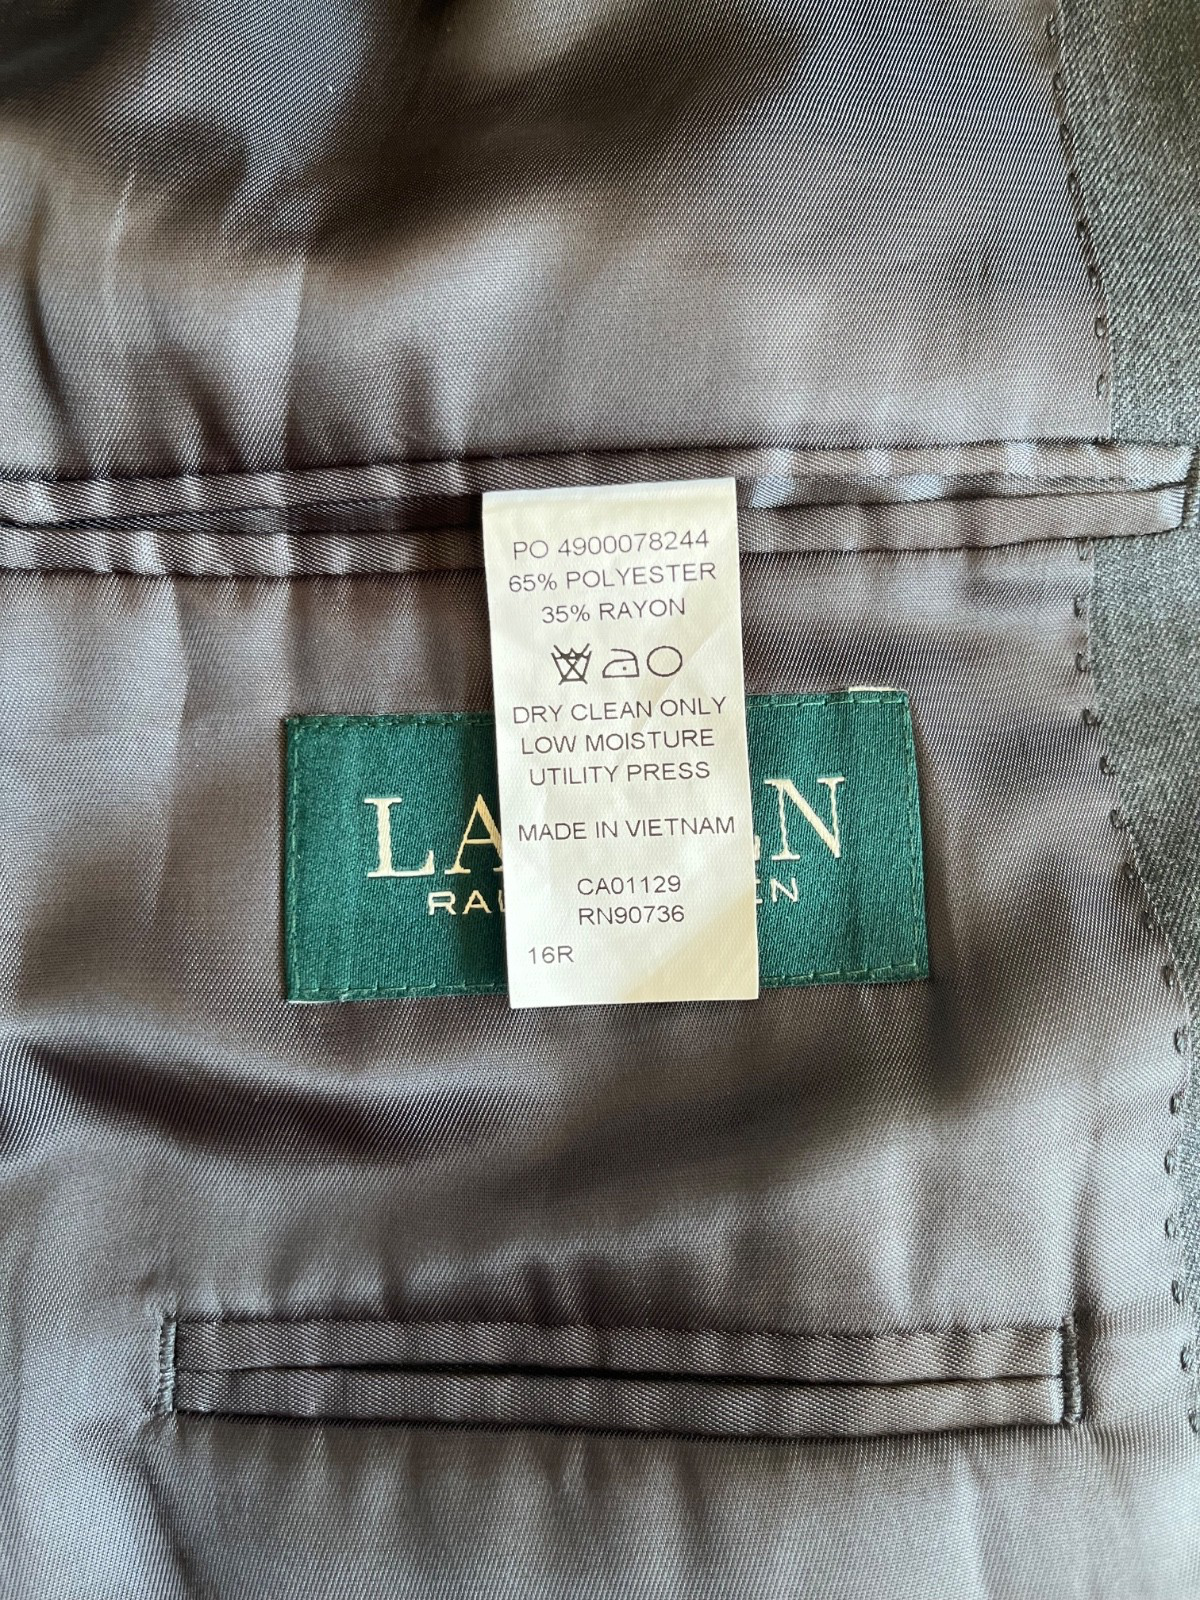 PO 4900078244
65% POLYESTER
35% RAYON
DRY CLEAN ONLY
LOW MOISTURE
UTILITY PRESS
MADE IN VIETNAM
CA01129
RN90736
16R